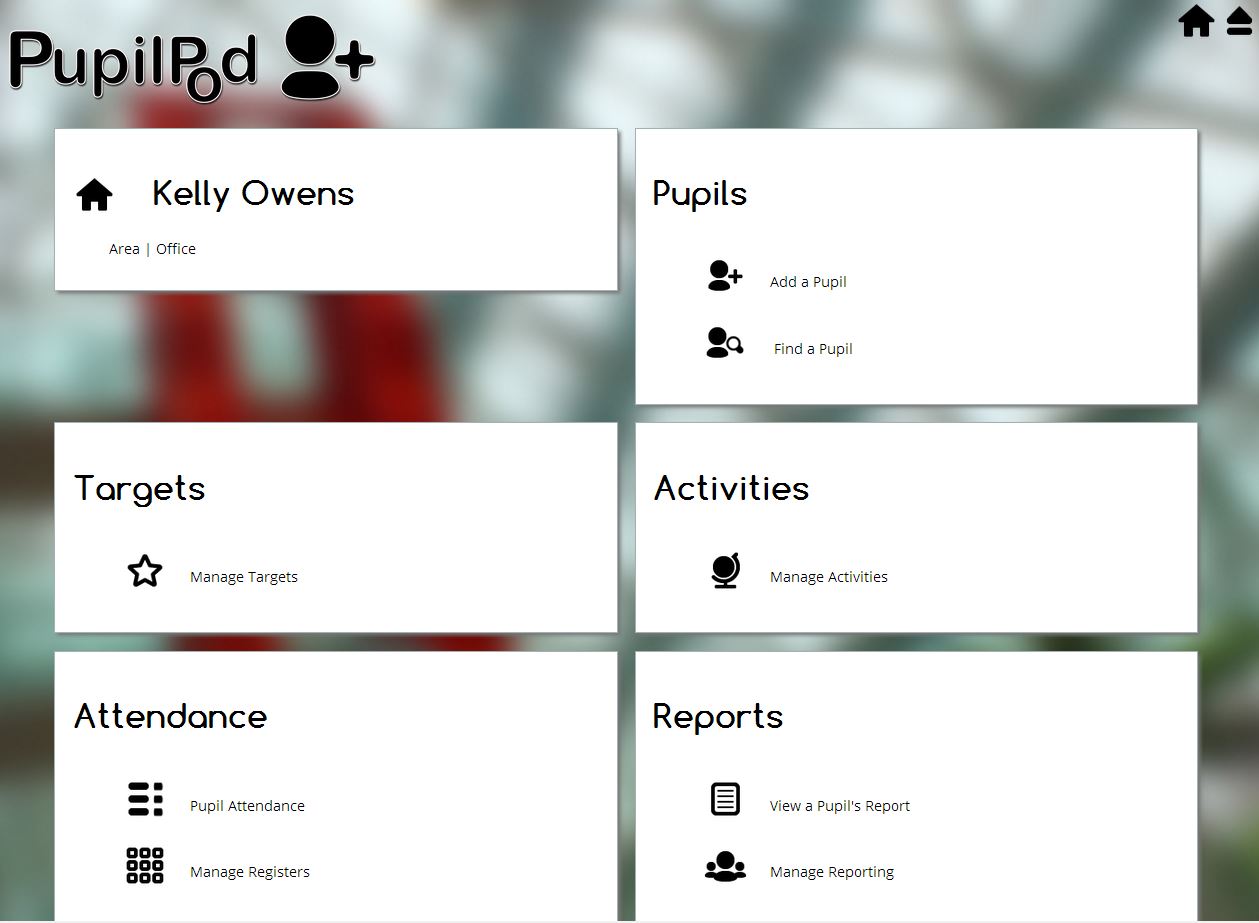 PupilPod
Kelly Owens
Area | Office
Pupils
Add a Pupil
Find a Pupil
Targets
Manage Targets
Activities
Manage Activities
Attendance
Pupil Attendance
Manage Registers
Reports
View a Pupil's Report
Manage Reporting